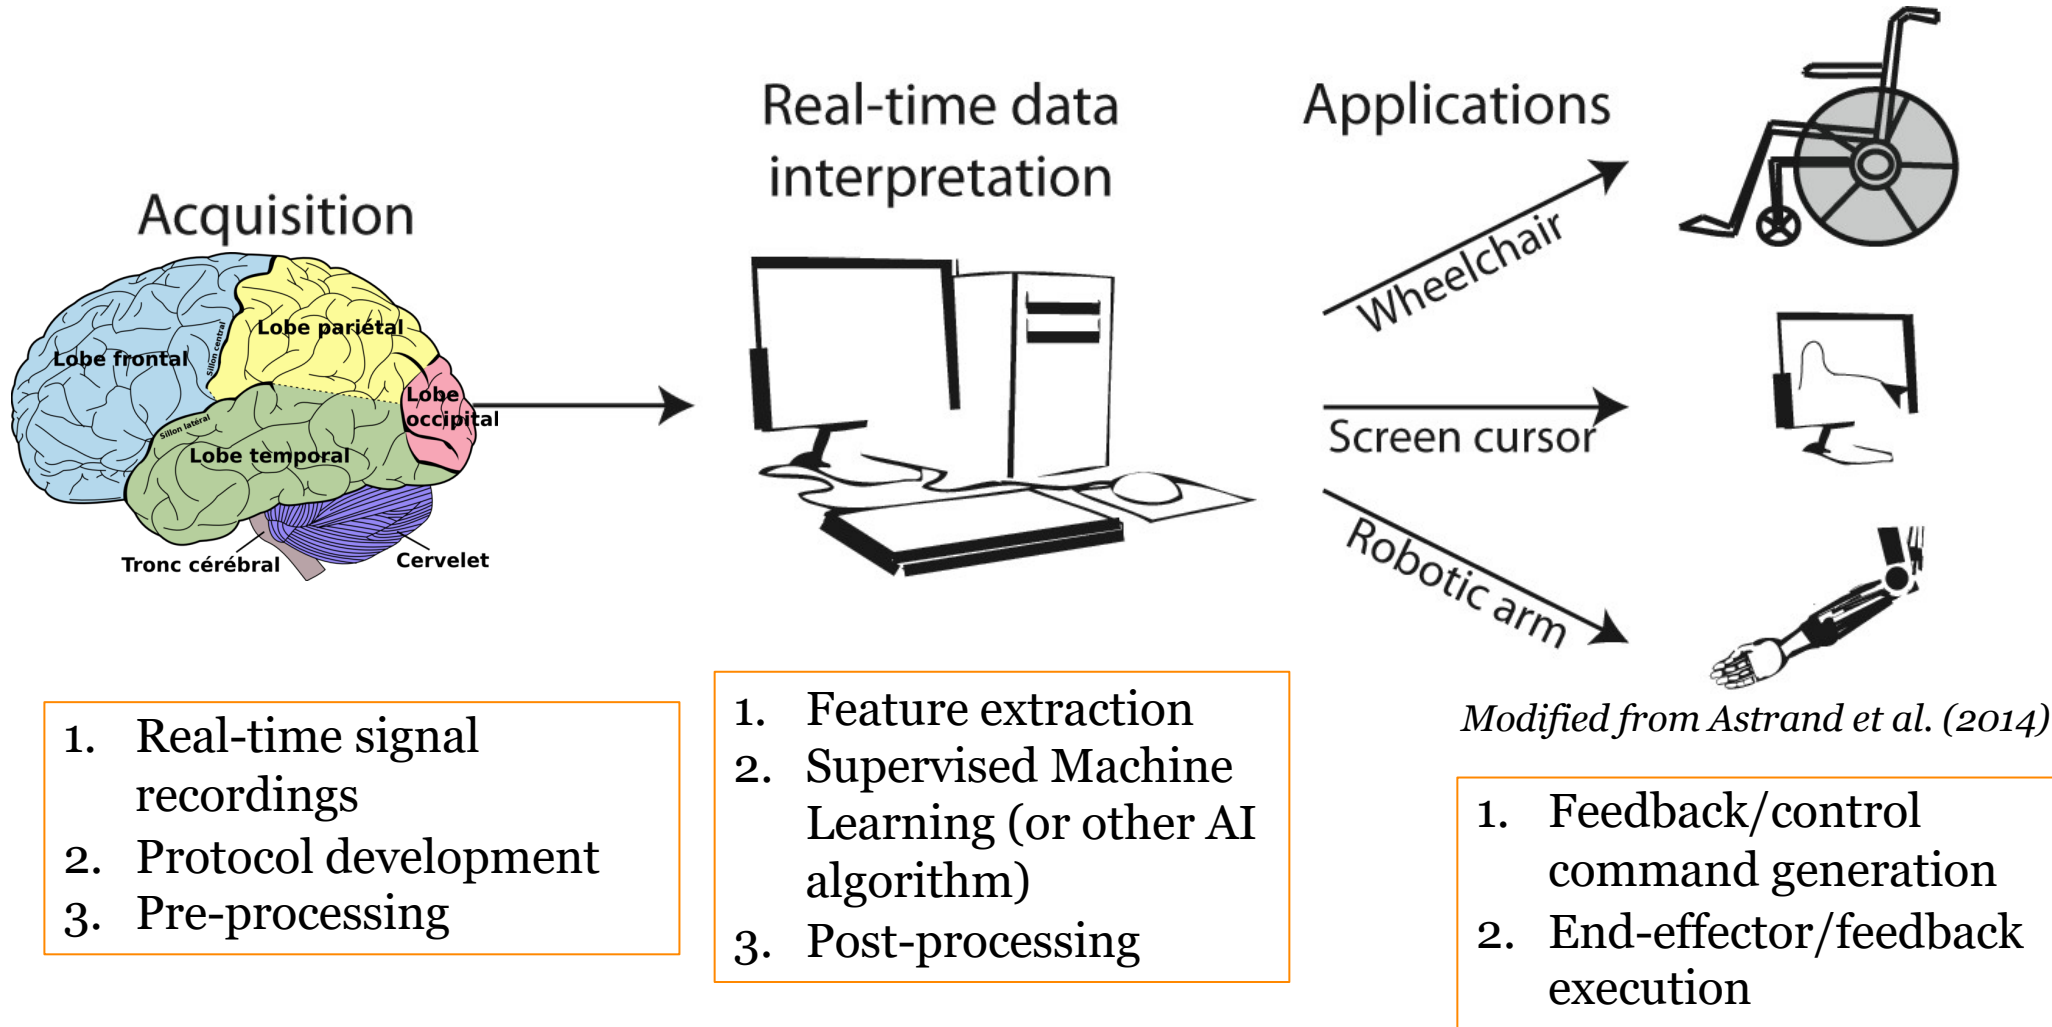 Acquisition
Lobe frontal
Sillon central
Lobe pariétal
Lobe
occipital
Sillon latéral
Lobe temporal
Tronc cérébral
Cervelet
Real-time data
interpretation
Applications
Wheelchair
Screen cursor
Robotic arm
Modified from Astrand et al. (2014)
1. Real-time signal
recordings
2. Protocol development
3. Pre-processing
1. Feature extraction
2. Supervised Machine
Learning (or other AI
algorithm)
3. Post-processing
1. Feedback/control
command generation
2. End-effector/feedback
execution